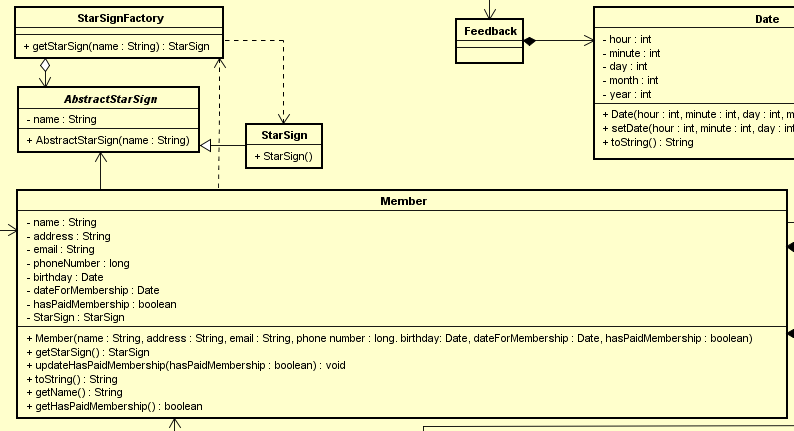 StarSignFactory
+ getStarSign(name : String) : StarSign
AbstractStarSign
- name : String
+ AbstractStarSign(name : String)
StarSign
+ StarSign()
Feedback
Date
- hour : int
- minute : int
- day : int
- month : int
- year : int
+ Date(hour : int, minute : int, day : int, m
+ setDate(hour : int, minute : int, day : int
+ toString() : String
Member
- name : String
- address : String
- email : String
- phoneNumber : long
- birthday : Date
- dateForMembership : Date
- hasPaidMembership : boolean
- StarSign : StarSign
+ Member(name : String, address : String, email : String, phone number : long. birthday: Date, dateForMembership : Date, hasPaidMembership : boolean)
+ getStarSign() : StarSign
+ updateHasPaidMembership(hasPaidMembership : boolean) : void
+ toString() : String
+ getName() : String
+ getHasPaidMembership() : boolean